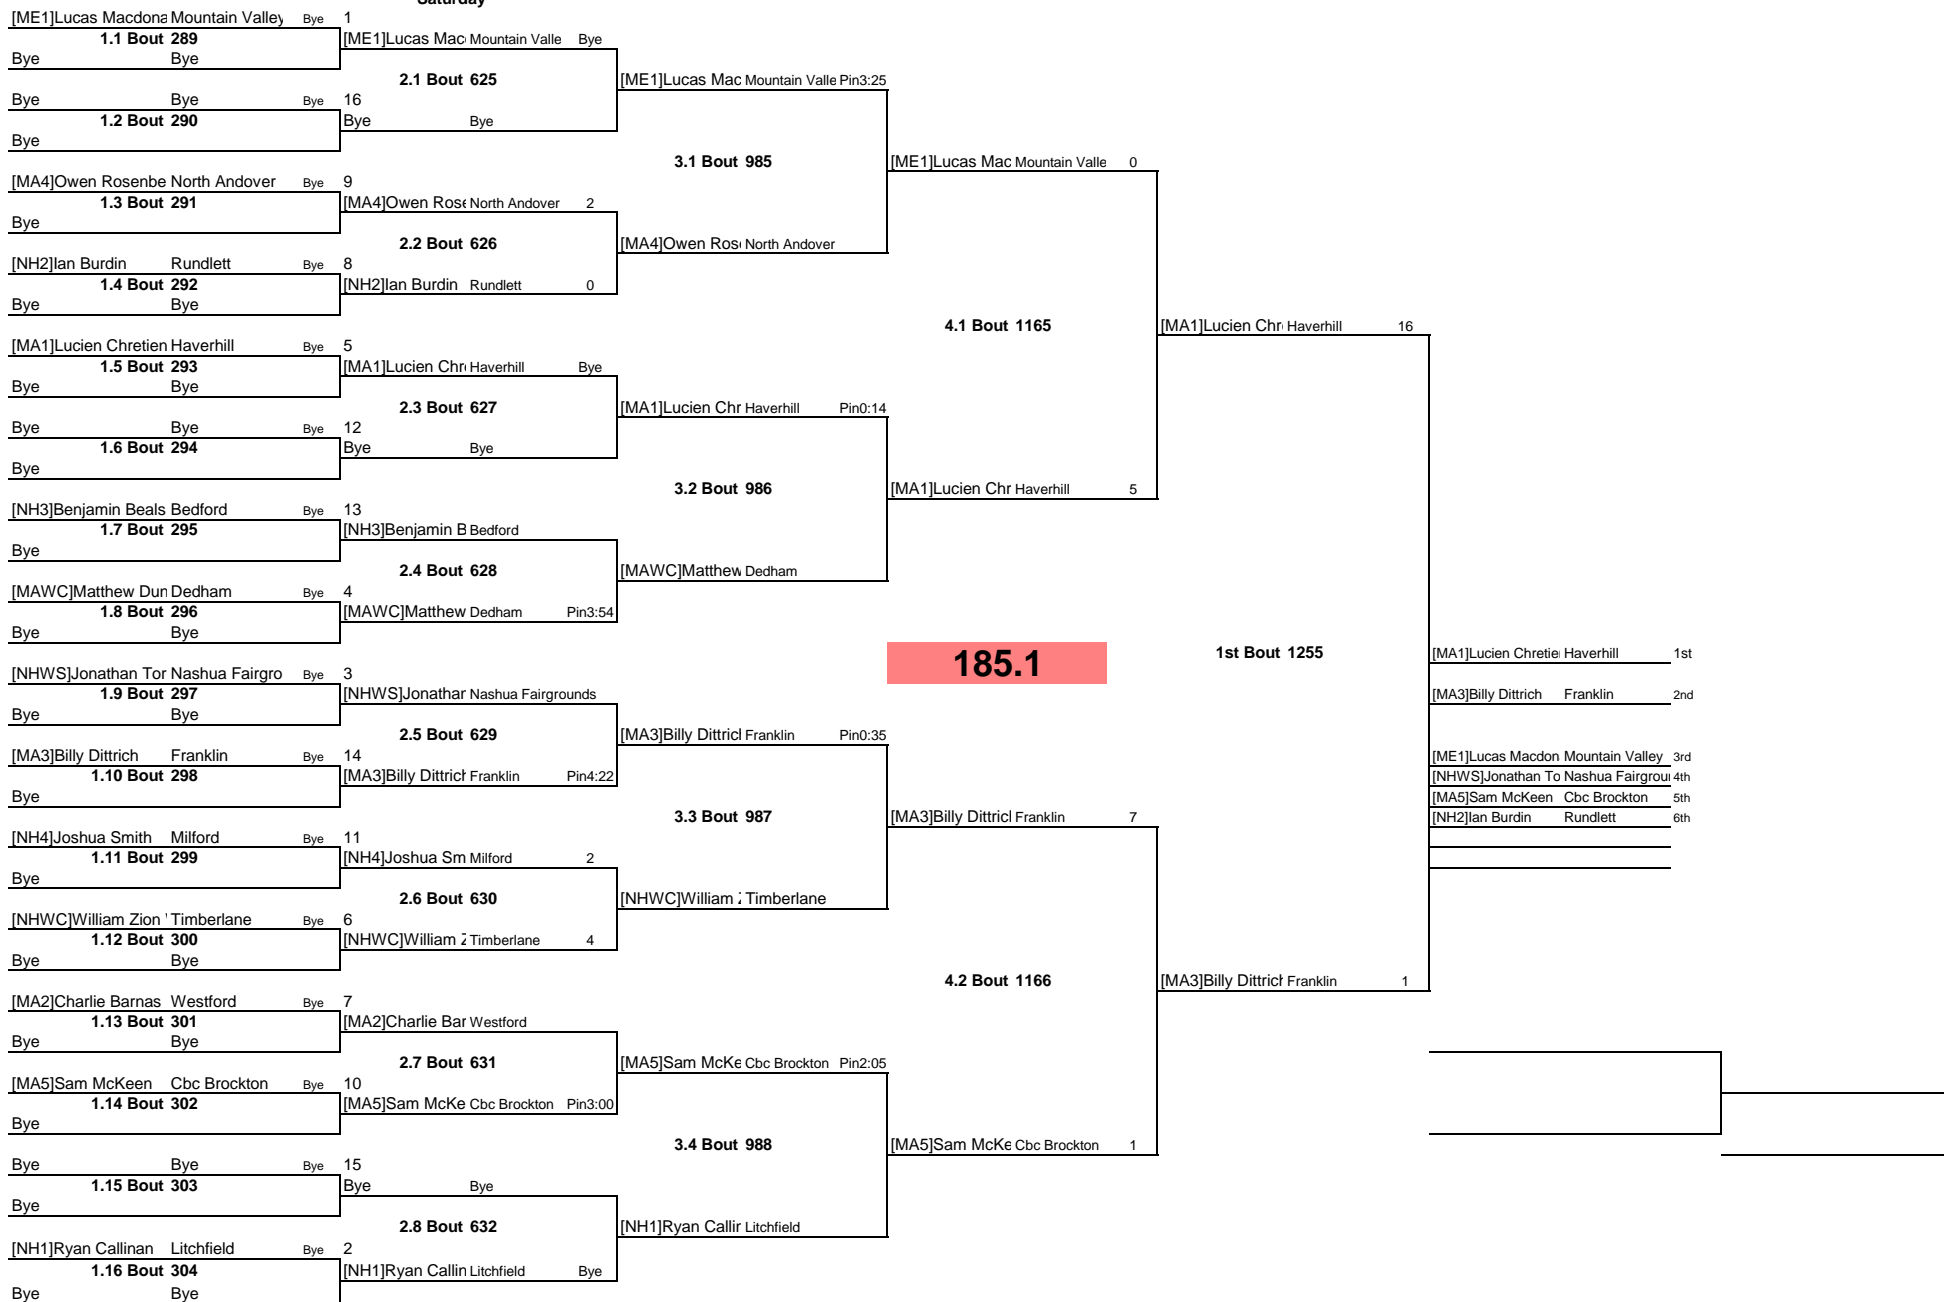 Saturday
[ME1]Lucas Macdona Mountain Valley Bye 1
1.1 Bout 289
Bye Bye
Bye Bye Bye 16
1.2 Bout 290
Bye
[MA4]Owen Rosenbe North Andover Bye 9
1.3 Bout 291
Bye
[NH2]Ian Burdin Rundlett Bye 8
1.4 Bout 292
Bye Bye
[MA1]Lucien Chretien Haverhill Bye 5
1.5 Bout 293
Bye Bye
Bye Bye Bye 12
1.6 Bout 294
Bye
[NH3]Benjamin Beals Bedford Bye 13
1.7 Bout 295
Bye
[MAWC]Matthew Dun Dedham Bye 4
1.8 Bout 296
Bye Bye
[NHWS]Jonathan Tor Nashua Fairgro Bye 3
1.9 Bout 297
Bye Bye
[MA3]Billy Dittrich Franklin Bye 14
1.10 Bout 298
Bye
[NH4]Joshua Smith Milford Bye 11
1.11 Bout 299
Bye
[NHWC]William Zion Timberlane Bye 6
1.12 Bout 300
Bye Bye
[MA2]Charlie Barnas Westford Bye 7
1.13 Bout 301
Bye Bye
[MA5]Sam McKeen Cbc Brockton Bye 10
1.14 Bout 302
Bye
Bye Bye Bye 15
1.15 Bout 303
Bye
[NH1]Ryan Callinan Litchfield Bye 2
1.16 Bout 304
Bye Bye
[ME1]Lucas Mac Mountain Valle Bye
2.1 Bout 625
Bye Bye
[MA4]Owen Rose North Andover 2
2.2 Bout 626
[NH2]Ian Burdin Rundlett 0
[MA1]Lucien Chr Haverhill Bye
2.3 Bout 627
Bye Bye
[NH3]Benjamin B Bedford
2.4 Bout 628
[MAWC]Matthew Dedham Pin3:54
[NHWS]Jonathan Nashua Fairgrounds
2.5 Bout 629
[MA3]Billy Dittrich Franklin Pin4:22
[NH4]Joshua Sm Milford 2
2.6 Bout 630
[NHWC]William Z Timberlane 4
[MA2]Charlie Bar Westford
2.7 Bout 631
[MA5]Sam McKe Cbc Brockton Pin3:00
Bye Bye
2.8 Bout 632
[NH1]Ryan Callin Litchfield Bye
[ME1]Lucas Mac Mountain Valle Pin3:25
3.1 Bout 985
[MA4]Owen Ros North Andover
[MA1]Lucien Chr Haverhill Pin0:14
3.2 Bout 986
[MAWC]Matthew Dedham
[MA3]Billy Dittricl Franklin Pin0:35
3.3 Bout 987
[NHWC]William Timberlane
[MA5]Sam McKe Cbc Brockton Pin2:05
3.4 Bout 988
[NH1]Ryan Callir Litchfield
[ME1]Lucas Mac Mountain Valle 0
4.1 Bout 1165
[MA1]Lucien Chr Haverhill 5
185.1
[MA3]Billy Dittricl Franklin 7
4.2 Bout 1166
[MA5]Sam McKe Cbc Brockton 1
[MA1]Lucien Chr Haverhill 16
1st Bout 1255
[MA3]Billy Dittrich Franklin 1
[MA1]Lucien Chretie Haverhill 1st
[MA3]Billy Dittrich Franklin 2nd
[ME1]Lucas Macdon Mountain Valley 3rd
[NHWS]Jonathan To Nashua Fairgrou 4th
[MA5]Sam McKeen Cbc Brockton 5th
[NH2]Ian Burdin Rundlett 6th